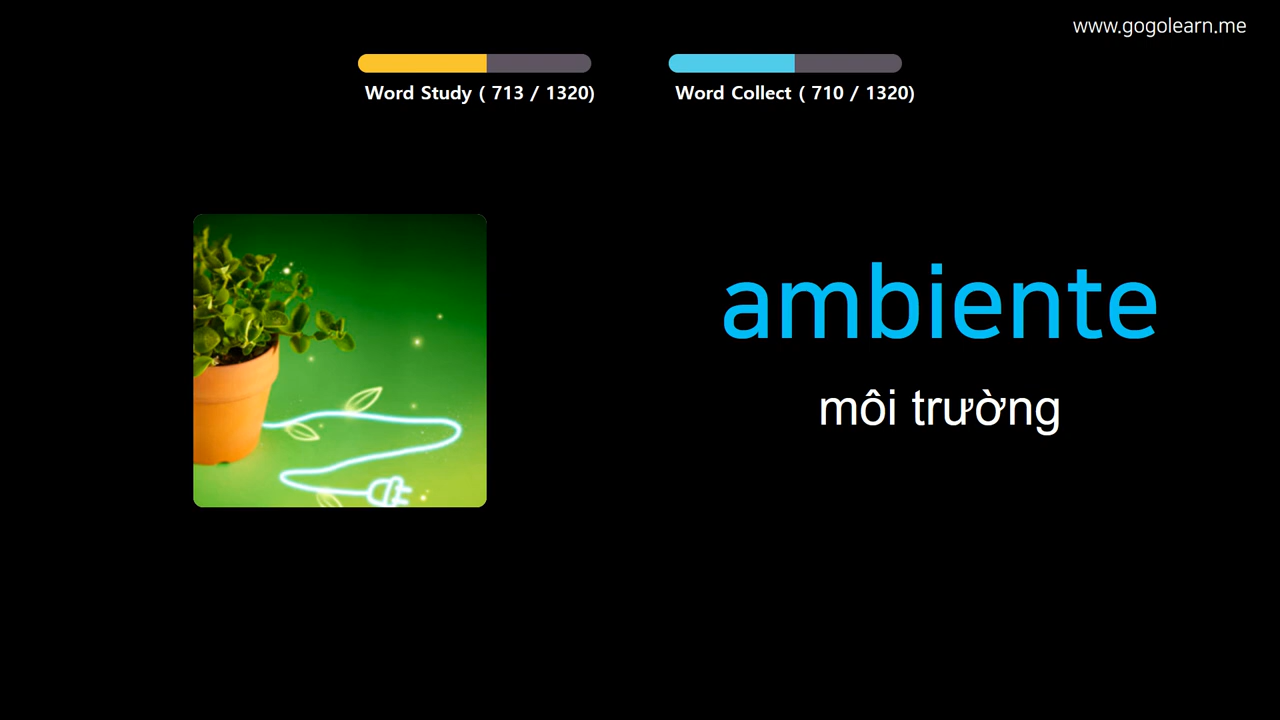 www.gogolearn.me
Word Study ( 713 / 1320)
Word Collect ( 710 / 1320)
ambiente
môi trường